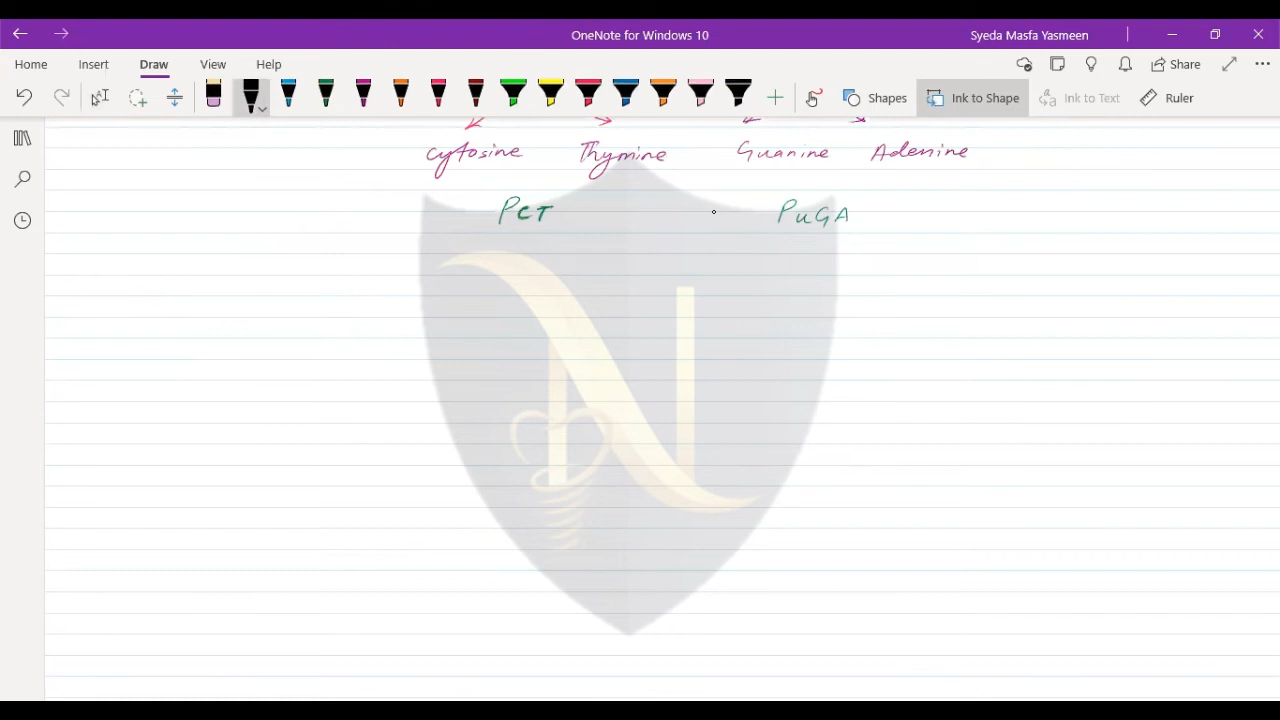 OneNote for Windows 10
Syeda Masfa Yasmeen
Home Insert Draw View Help
Share
Shapes Ink to Shape Ink to Text Ruler
Cytosine Thymine Guanine Adenine
PCT PuGA